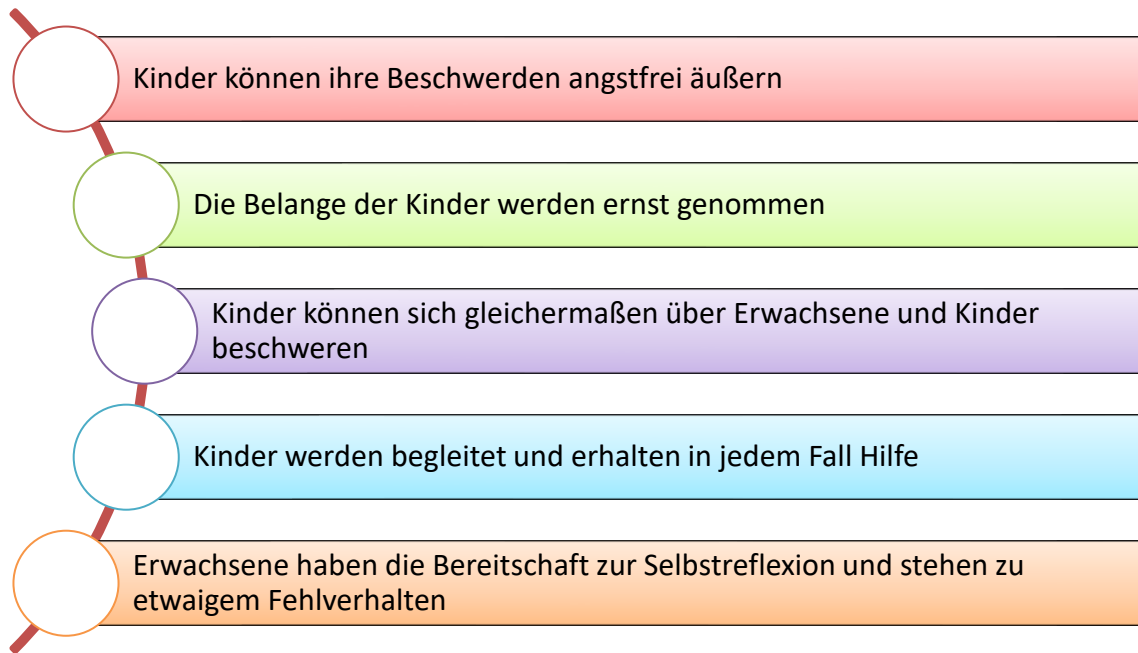 Kinder können ihre Beschwerden angstfrei äußern
Die Belange der Kinder werden ernst genommen
Kinder können sich gleichermaßen über Erwachsene und Kinder
beschweren
Kinder werden begleitet und erhalten in jedem Fall Hilfe
Erwachsene haben die Bereitschaft zur Selbstreflexion und stehen zu
etwaigem Fehlverhalten